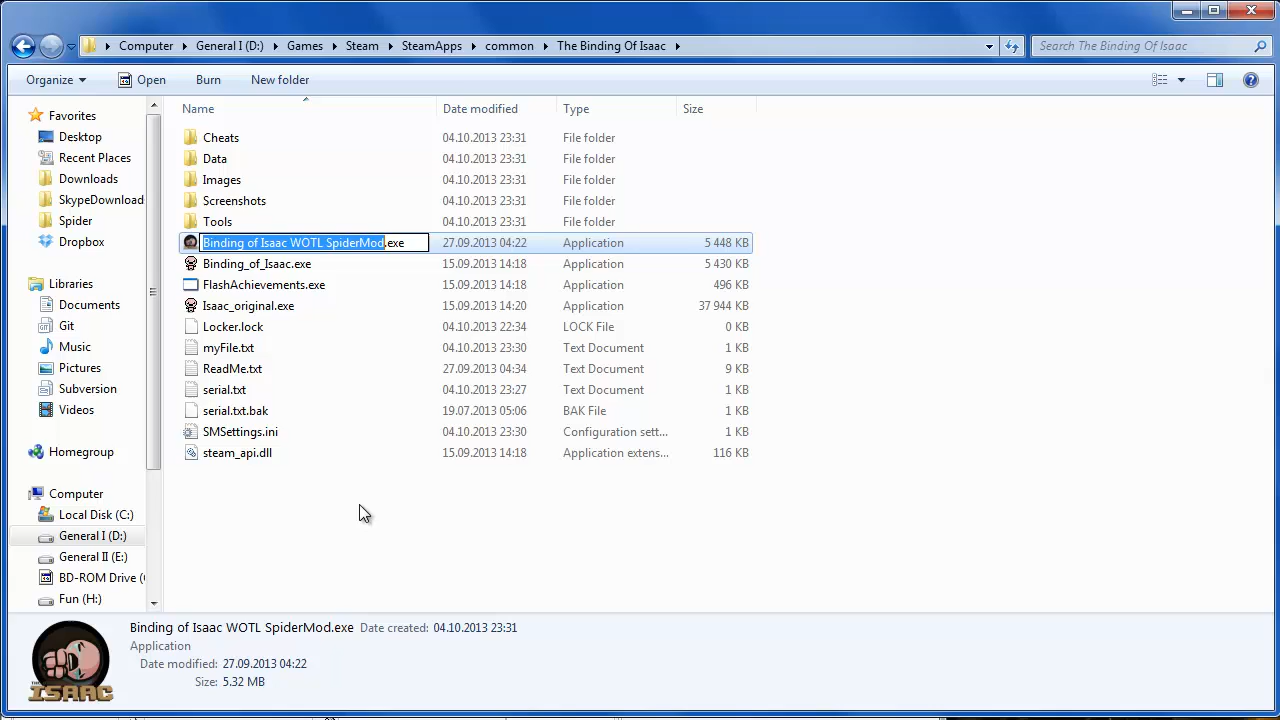 Computer General I (D:) Games Steam SteamApps common The Binding Of Isaac Search The Binding Of Isaac
Organize Open Burn New folder
Name Date modified Type Size
Favorites
Desktop
Recent Places
Downloads
SkypeDownload
Spider
Dropbox
Libraries
Documents
Git
Music
Pictures
Subversion
Videos
Homegroup
Computer
Local Disk (C:)
General I (D:)
General II (E:)
BD-ROM Drive (
Fun (H:)
Cheats 04.10.2013 23:31 File folder
Data 04.10.2013 23:31 File folder
Images 04.10.2013 23:31 File folder
Screenshots 04.10.2013 23:31 File folder
Tools 04.10.2013 23:31 File folder
Binding of Isaac WOTL SpiderMod.exe 27.09.2013 04:22 Application 5 448 KB
Binding_of_Isaac.exe 15.09.2013 14:18 Application 5 430 KB
FlashAchievements.exe 15.09.2013 14:18 Application 496 KB
Isaac_original.exe 15.09.2013 14:20 Application 37 944 KB
Locker.lock 04.10.2013 22:34 LOCK File 0 KB
myFile.txt 04.10.2013 23:30 Text Document 1 KB
ReadMe.txt 27.09.2013 04:34 Text Document 9 KB
serial.txt 04.10.2013 23:27 Text Document 1 KB
serial.txt.bak 19.07.2013 05:06 BAK File 1 KB
SMSettings.ini 04.10.2013 23:30 Configuration sett... 1 KB
steam_api.dll 15.09.2013 14:18 Application extens... 116 KB
Binding of Isaac WOTL SpiderMod.exe Date created: 04.10.2013 23:31
Application
Date modified: 27.09.2013 04:22
Size: 5.32 MB
ISAAC